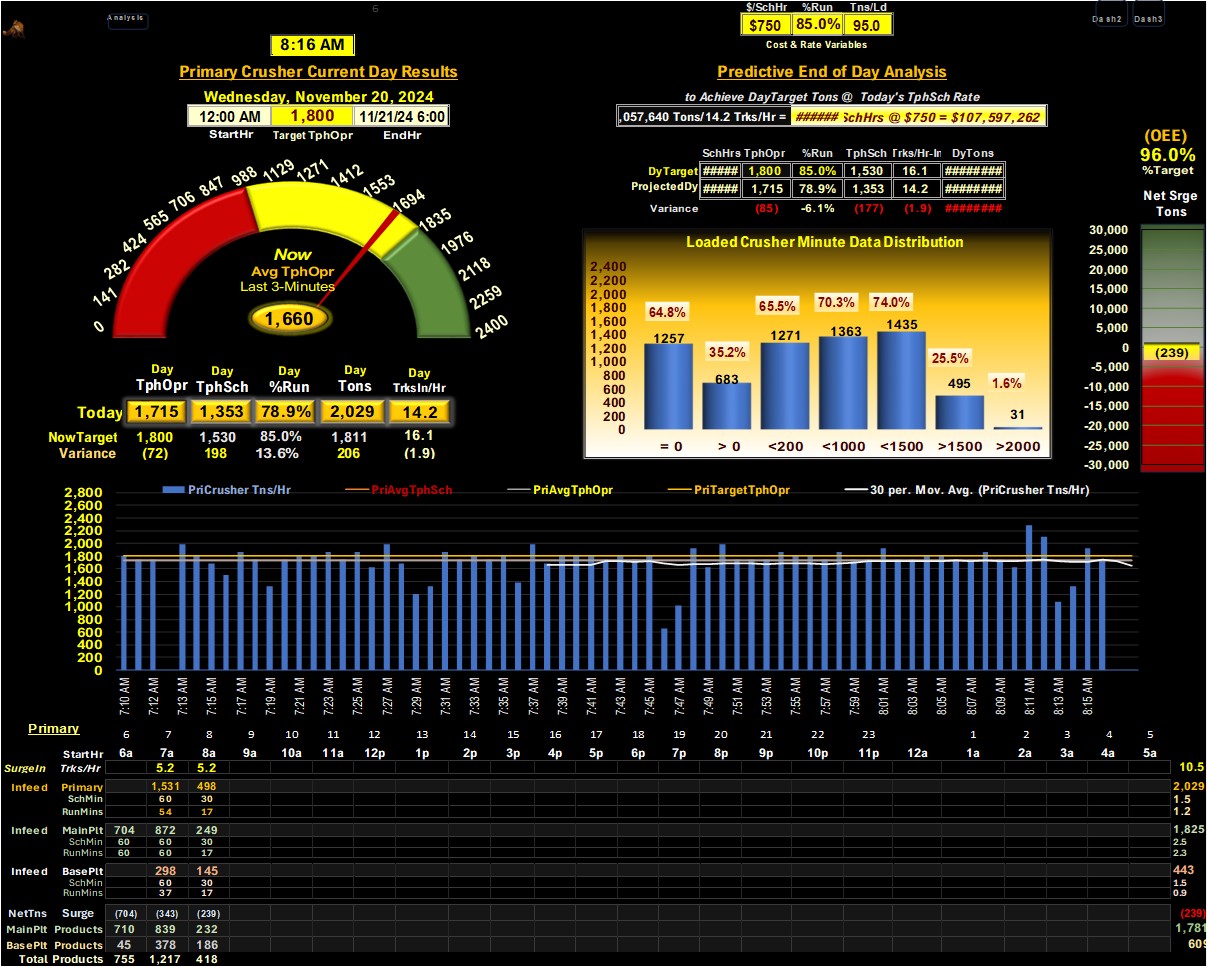 6
Analysis
$/SchHr %Run Tns/Ld
$750 85.0% 95.0
Cost & Rate Variables
Dash2 Dash3
8:16 AM
Primary Crusher Current Day Results
Wednesday, November 20, 2024
12:00 AM 1,800 11/21/24 6:00
StartHr Target TphOpr EndHr
Predictive End of Day Analysis
to Achieve DayTarget Tons @ Today's TphSch Rate
,057,640 Tons/14.2 Trks/Hr = ###### SchHrs @ $750 = $107,597,262
SchHrs TphOpr %Run TphSch Trks/Hr-In DyTons
DyTarget ##### 1,800 85.0% 1,530 16.1 ########
ProjectedDy ##### 1,715 78.9% 1,353 14.2 ########
Variance (85) -6.1% (177) (1.9) ########
(OEE)
96.0%
%Target
Net Srge
Tons
30,000
25,000
20,000
15,000
10,000
5,000
0
(239)
-5,000
-10,000
-15,000
-20,000
-25,000
-30,000
0 141 282 424 565 706 847 988 1129 1271 1412 1553 1694 1835 1976 2118 2259 2400
Now
Avg TphOpr
Last 3-Minutes
1,660
Day Day Day Day Day
TphOpr TphSch %Run Tons TrksIn/Hr
Today 1,715 1,353 78.9% 2,029 14.2
NowTarget 1,800 1,530 85.0% 1,811 16.1
Variance (72) 198 13.6% 206 (1.9)
Loaded Crusher Minute Data Distribution
2,400
2,200
2,000
1,800
1,600
1,400
1,200
1,000
800
600
400
200
0
64.8% 35.2% 65.5% 70.3% 74.0% 25.5% 1.6%
1257 683 1271 1363 1435 495 31
= 0 > 0 <200 <1000 <1500 >1500 >2000
PriCrusher Tns/Hr PriAvgTphSch PriAvgTphOpr PriTargetTphOpr 30 per. Mov. Avg. (PriCrusher Tns/Hr)
2,800
2,600
2,400
2,200
2,000
1,800
1,600
1,400
1,200
1,000
800
600
400
200
0
7:10 AM 7:12 AM 7:13 AM 7:15 AM 7:17 AM 7:19 AM 7:21 AM 7:23 AM 7:25 AM 7:27 AM 7:29 AM 7:31 AM 7:33 AM 7:35 AM 7:37 AM 7:39 AM 7:41 AM 7:43 AM 7:45 AM 7:47 AM 7:49 AM 7:51 AM 7:53 AM 7:55 AM 7:57 AM 7:59 AM 8:01 AM 8:03 AM 8:05 AM 8:07 AM 8:09 AM 8:11 AM 8:13 AM 8:15 AM
Primary 6 7 8 9 10 11 12 13 14 15 16 17 18 19 20 21 22 23 1 2 3 4 5
StartHr 6a 7a 8a 9a 10a 11a 12p 1p 2p 3p 4p 5p 6p 7p 8p 9p 10p 11p 12a 1a 2a 3a 4a 5a
SurgeIn Trks/Hr 5.2 5.2 10.5
Infeed Primary 1,531 498 2,029
SchMin 60 30 1.5
RunMins 54 17 1.2
Infeed MainPlt 704 872 249 1,825
SchMin 60 60 30 2.5
RunMins 60 60 17 2.3
Infeed BasePlt 298 145 443
SchMin 60 30 1.5
RunMins 37 17 0.9
NetTns Surge (704) (343) (239) (239)
MainPlt Products 710 839 232 1,781
BasePlt Products 45 378 186 609
Total Products 755 1,217 418